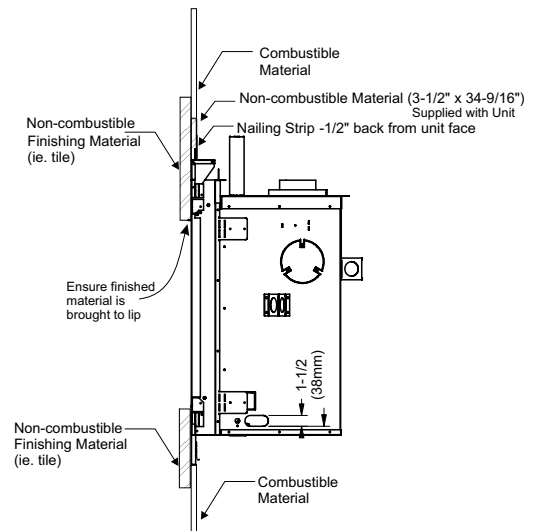 Combustible
Material
Non-combustible Material (3-1/2" x 34-9/16")
Supplied with Unit
Nailing Strip -1/2" back from unit face
Non-combustible
Finishing Material
(ie. tile)
Ensure finished
material is
brought to lip
1-1/2
(38mm)
Non-combustible
Finishing Material
(ie. tile)
Combustible
Material